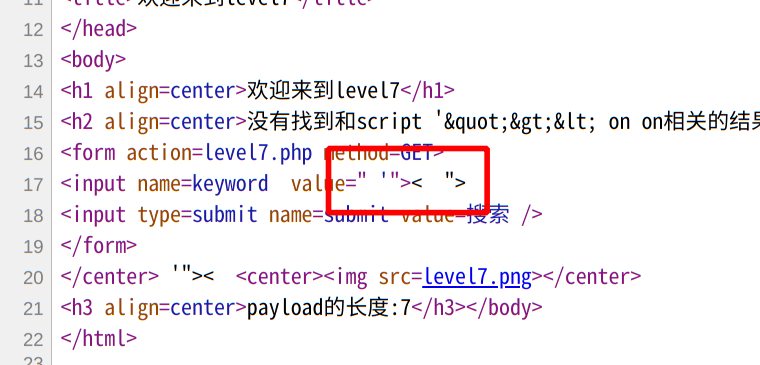 11 <title>欢迎来到level7</title>
12 </head>
13 <body>
14 <h1 align=center>欢迎来到level7</h1>
15 <h2 align=center>没有找到和script '&quot;&gt;&lt; on on相关的结果
16 <form action=level7.php method=GET>
17 <input name=keyword  value=" '"><  ">
18 <input type=submit name=submit value=搜索 />
19 </form>
20 </center> '"><  <center><img src=level7.png></center>
21 <h3 align=center>payload的长度:7</h3></body>
22 </html>
23